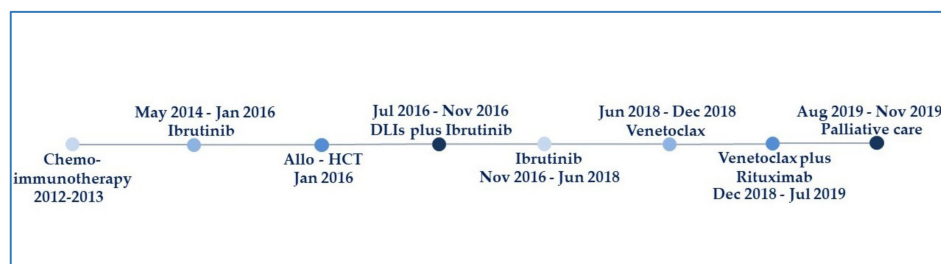 Chemo-
immunotherapy
2012-2013
May 2014 - Jan 2016
Ibrutinib
Allo - HCT
Jan 2016
Jul 2016 - Nov 2016
DLIs plus Ibrutinib
Ibrutinib
Nov 2016 - Jun 2018
Jun 2018 - Dec 2018
Venetoclax
Venetoclax plus
Rituximab
Dec 2018 - Jul 2019
Aug 2019 - Nov 2019
Palliative care